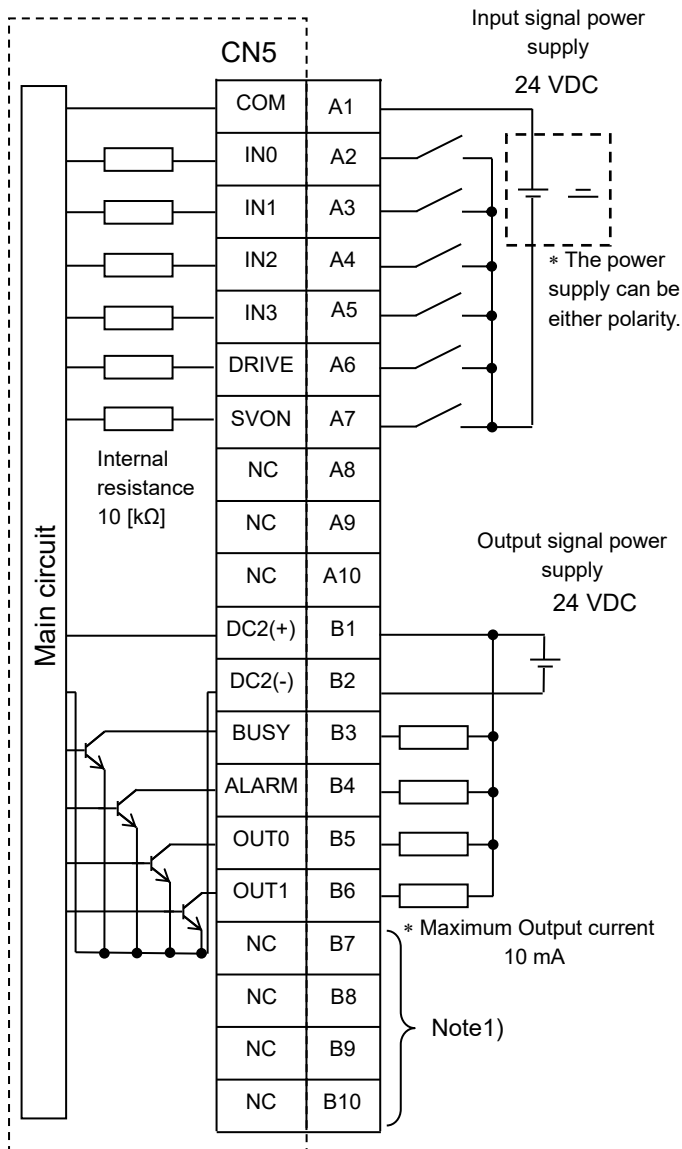 Input signal power
supply
24 VDC
CN5
COM A1
IN0 A2
IN1 A3
IN2 A4
IN3 A5
DRIVE A6
SVON A7
NC A8
NC A9
NC A10
DC2(+) B1
DC2(-) B2
BUSY B3
ALARM B4
OUT0 B5
OUT1 B6
NC B7
NC B8
NC B9
NC B10
* The power
supply can be
either polarity.
Internal
resistance
10 [kΩ]
Main circuit
Output signal power
supply
24 VDC
* Maximum Output current
10 mA
Note1)